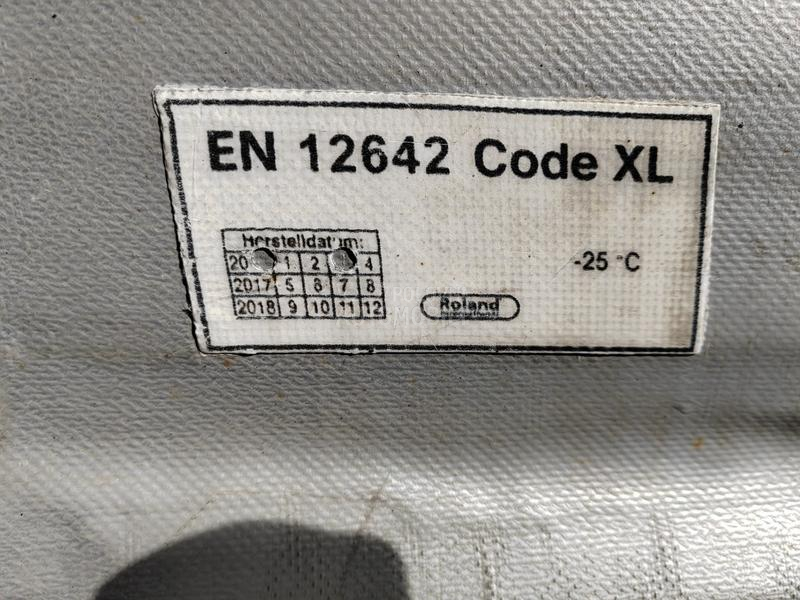 EN 12642 Code XL
Herstelldatum:
20 1 2 4
2017 5 6 7 8
2018 9 10 11 12
-25 °C
Roland